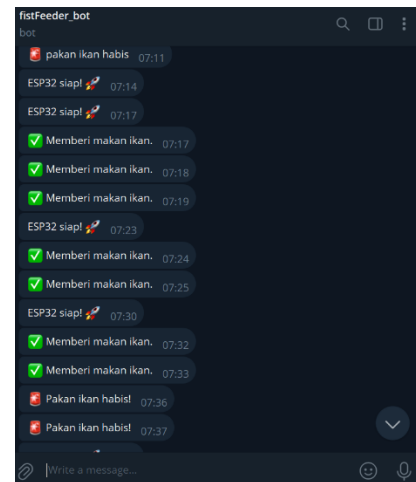 fistFeeder_bot
bot
🚨 pakan ikan habis 07:11
ESP32 siap! 🚀 07:14
ESP32 siap! 🚀 07:17
✅ Memberi makan ikan. 07:17
✅ Memberi makan ikan. 07:18
✅ Memberi makan ikan. 07:19
ESP32 siap! 🚀 07:23
✅ Memberi makan ikan. 07:24
✅ Memberi makan ikan. 07:25
ESP32 siap! 🚀 07:30
✅ Memberi makan ikan. 07:32
✅ Memberi makan ikan. 07:33
🚨 Pakan ikan habis! 07:36
🚨 Pakan ikan habis! 07:37
Write a message...